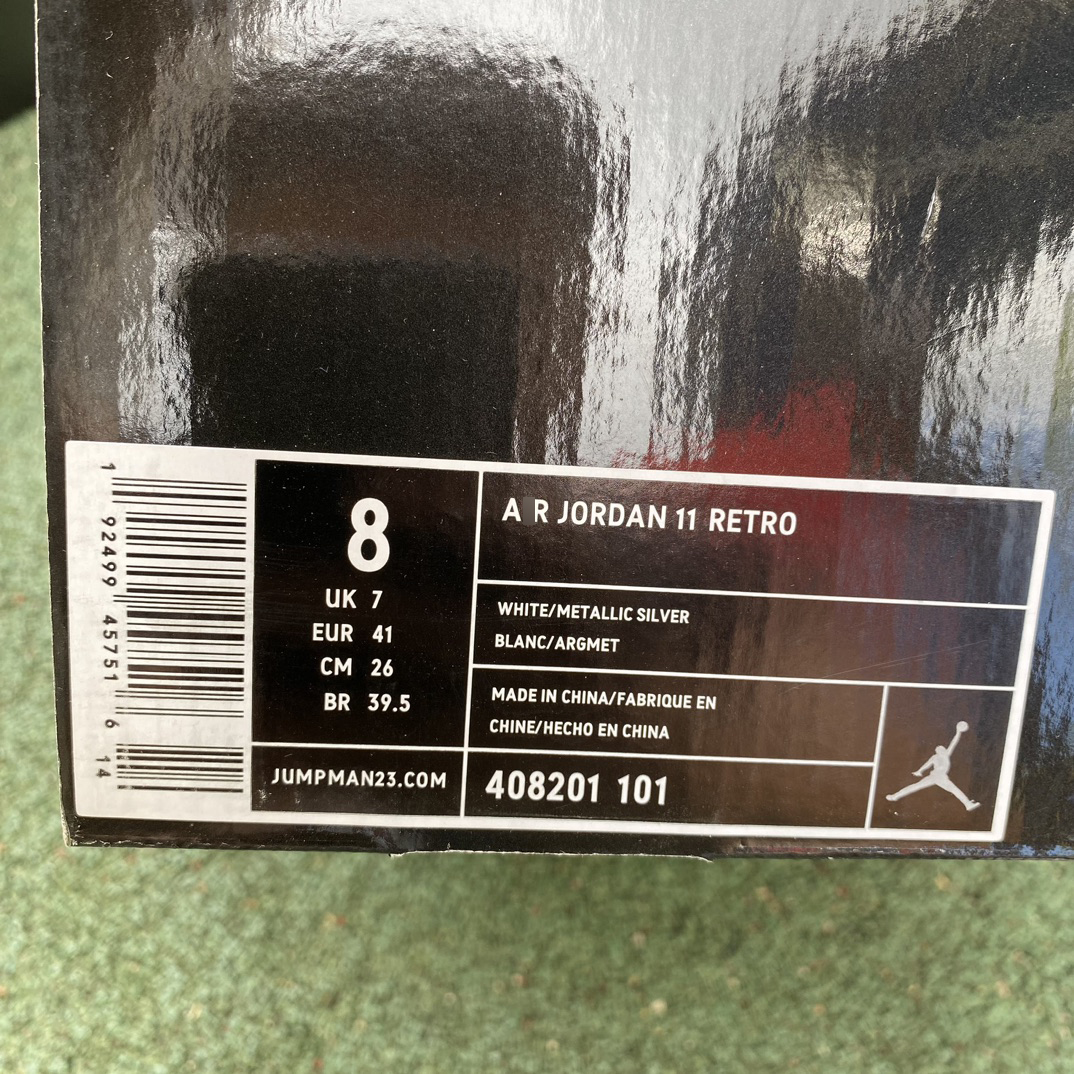 1 92499 45751 6 14
8
UK 7
EUR 41
CM 26
BR 39.5
JUMPMAN23.COM
A R JORDAN 11 RETRO
WHITE/METALLIC SILVER
BLANC/ARGMET
MADE IN CHINA/FABRIQUE EN
CHINE/HECHO EN CHINA
408201 101